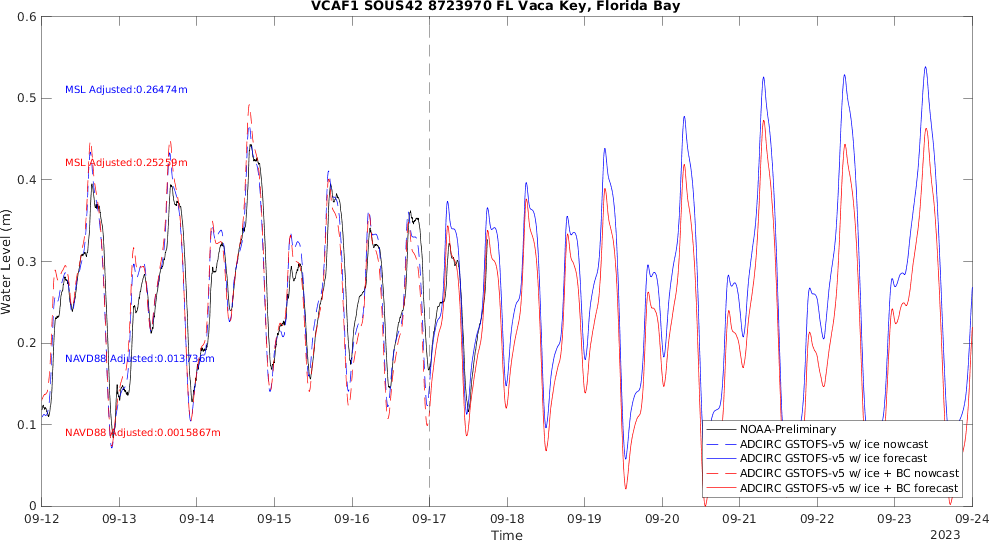 VCAF1 SOUS42 8723970 FL Vaca Key, Florida Bay
0.6
0.5
0.4
0.3
0.2
0.1
0
Water Level (m)
MSL Adjusted:0.26474m
MSL Adjusted:0.25259m
NAVD88 Adjusted:0.013736m
NAVD88 Adjusted:0.0015867m
NOAA-Preliminary
ADCIRC GSTOFS-v5 w/ ice nowcast
ADCIRC GSTOFS-v5 w/ ice forecast
ADCIRC GSTOFS-v5 w/ ice + BC nowcast
ADCIRC GSTOFS-v5 w/ ice + BC forecast
09-12 09-13 09-14 09-15 09-16 09-17 09-18 09-19 09-20 09-21 09-22 09-23 09-24
Time
2023